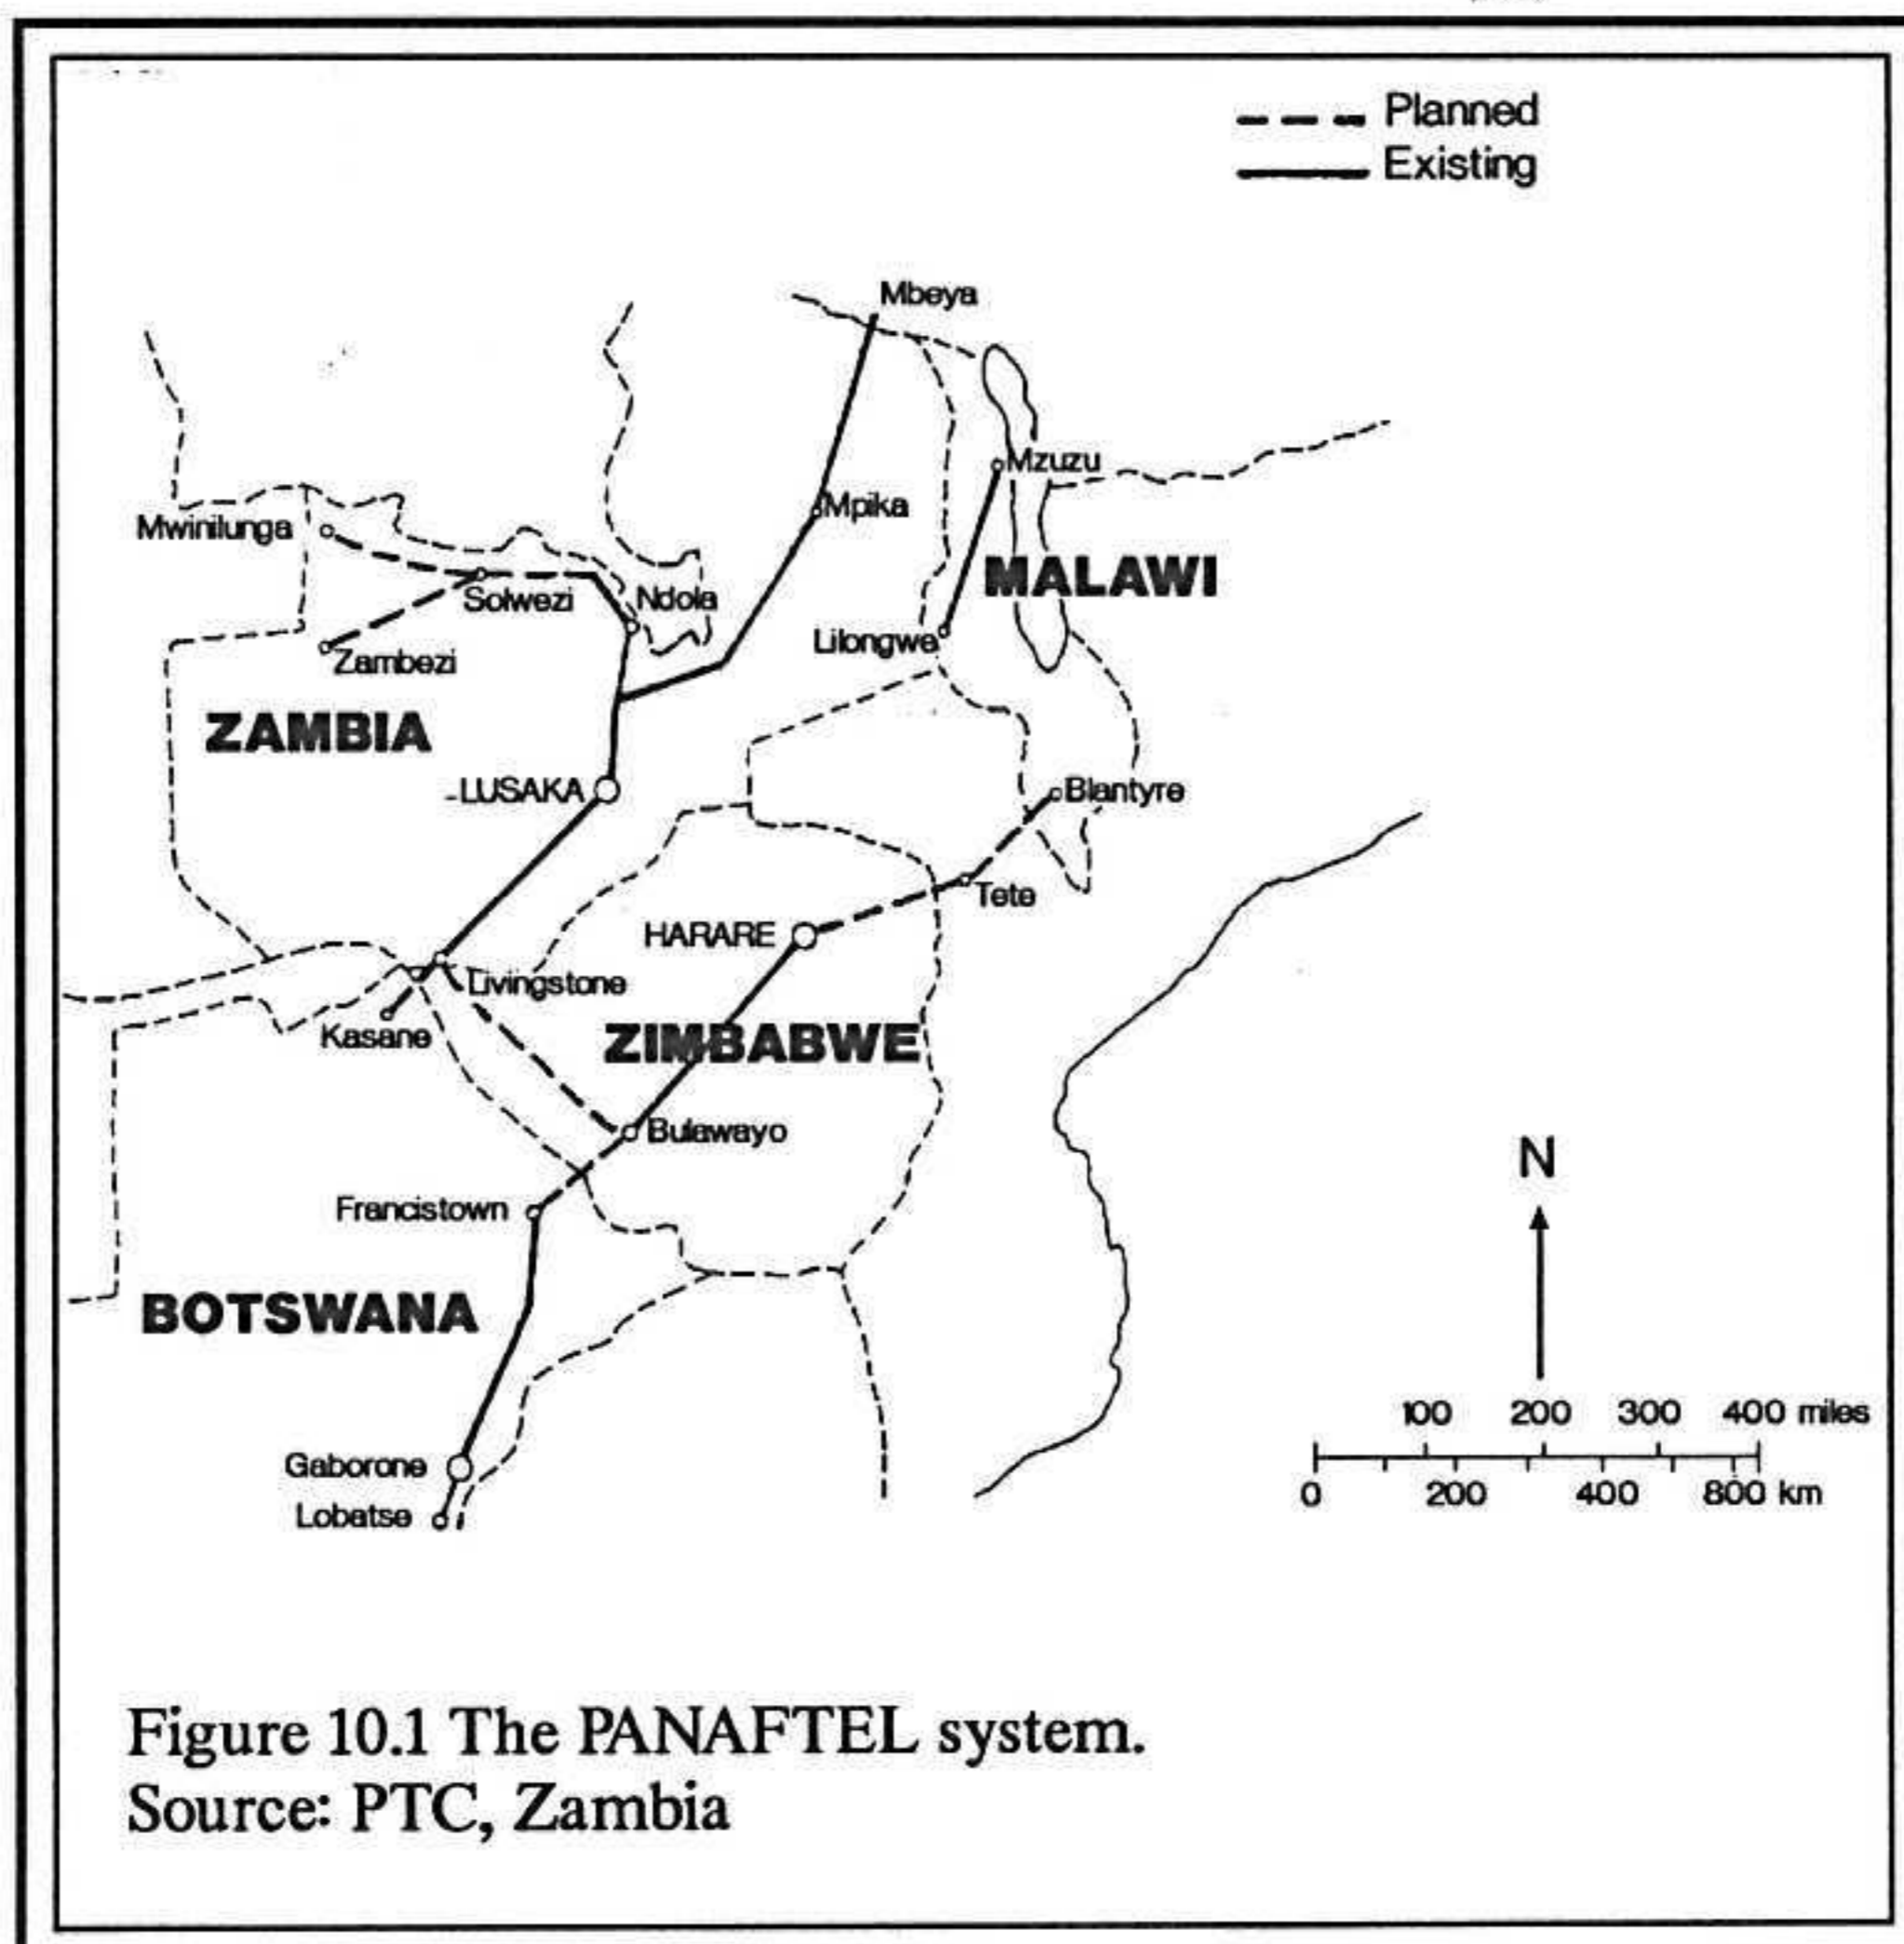 Planned
Existing
Mbeya
Mzuzu
Mpika
Mwinilunga
MALAWI
Solwezi
Ndola
Lilongwe
Zambezi
ZAMBIA
LUSAKA
Blantyre
Tete
HARARE
Livingstone
Kasane
ZIMBABWE
Bulawayo
N
Francistown
BOTSWANA
100 200 300 400 miles
Gaborone
0 200 400 800 km
Lobatse
Figure 10.1 The PANAFTEL system.
Source: PTC, Zambia